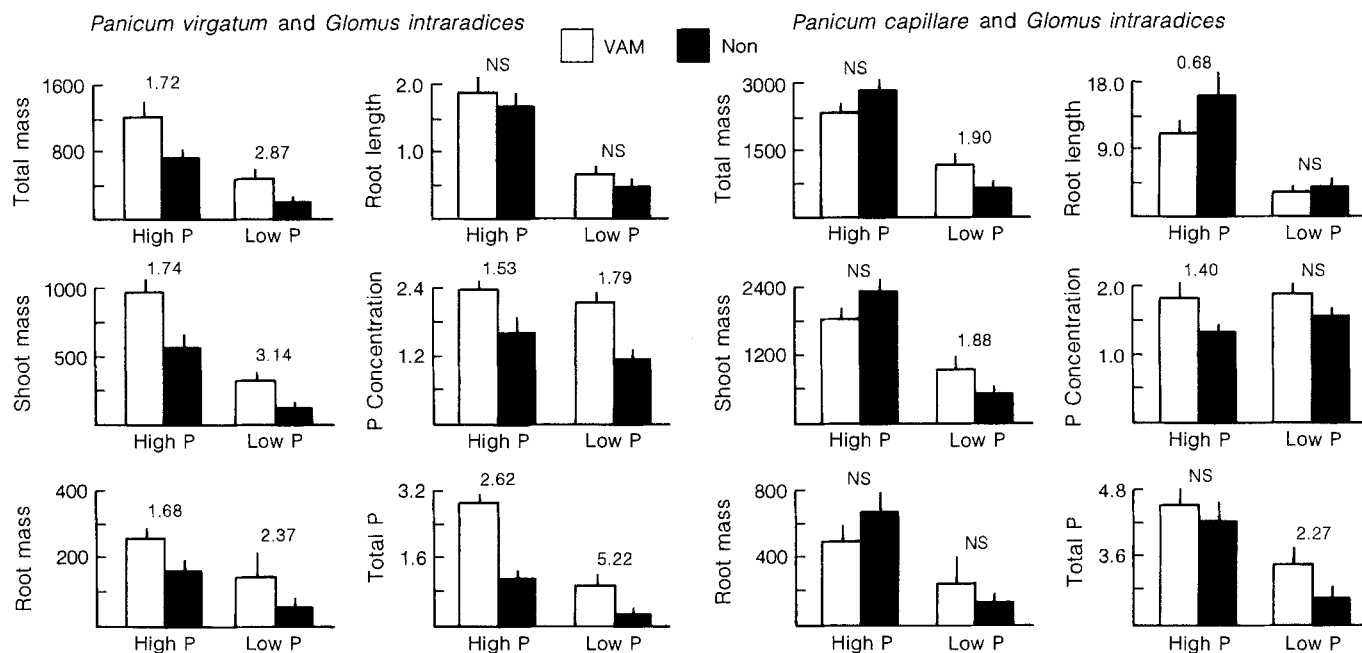 Panicum virgatum and Glomus intraradices
VAM
Non
Panicum capillare and Glomus intraradices
Total mass
1600
800
1.72
2.87
High P
Low P
Root length
2.0
1.0
NS
NS
High P
Low P
Total mass
3000
1500
NS
1.90
High P
Low P
Root length
18.0
9.0
0.68
NS
High P
Low P
Shoot mass
1000
500
1.74
3.14
High P
Low P
P Concentration
2.4
1.2
1.53
1.79
High P
Low P
Shoot mass
2400
1200
NS
1.88
High P
Low P
P Concentration
2.0
1.0
1.40
NS
High P
Low P
Root mass
400
200
1.68
2.37
High P
Low P
Total P
3.2
1.6
2.62
5.22
High P
Low P
Root mass
800
400
NS
NS
High P
Low P
Total P
4.8
3.6
NS
2.27
High P
Low P